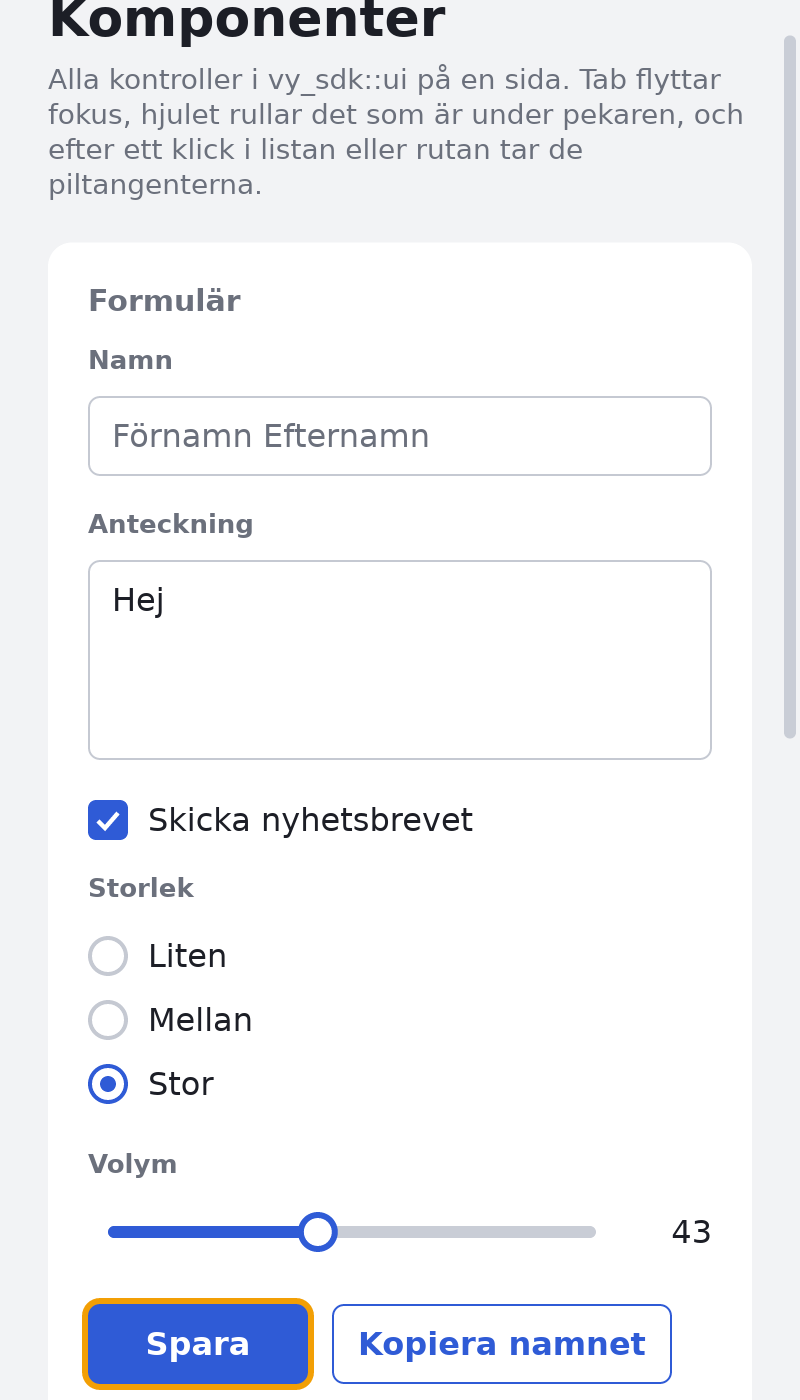 Komponenter
Alla kontroller i vy_sdk::ui på en sida. Tab flyttar
fokus, hjulet rullar det som är under pekaren, och
efter ett klick i listan eller rutan tar de
piltangenterna.
Formulär
Namn
Förnamn Efternamn
Anteckning
Hej
Skicka nyhetsbrevet
Storlek
Liten
Mellan
Stor
Volym
43
Spara
Kopiera namnet